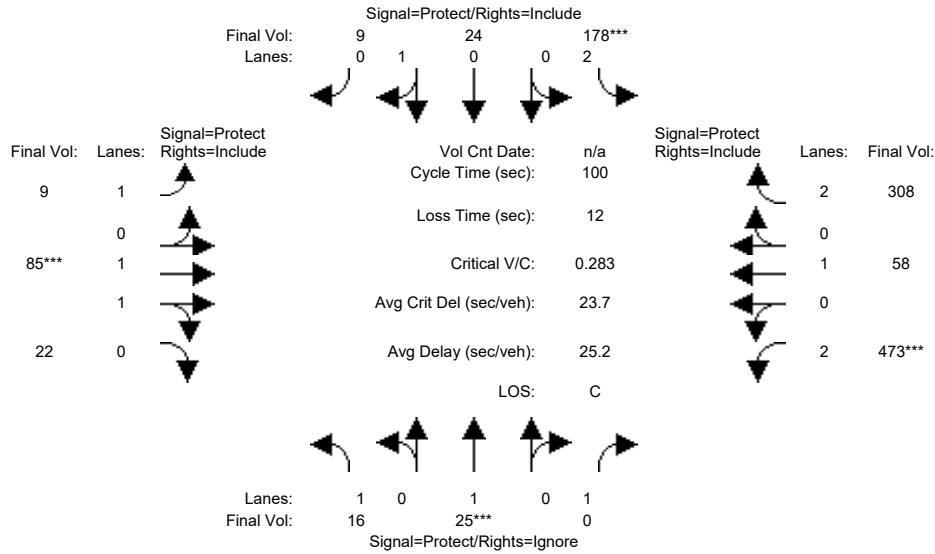 Signal=Protect/Rights=Include
Final Vol: 9 24 178***
Lanes: 0 1 0 0 2
Signal=Protect
Final Vol: Lanes: Rights=Include
Vol Cnt Date: n/a
Signal=Protect
Rights=Include Lanes: Final Vol:
Cycle Time (sec): 100
9 1
2 308
Loss Time (sec): 12
0
0
85*** 1
Critical V/C: 0.283
1 58
1
Avg Crit Del (sec/veh): 23.7
0
22 0
Avg Delay (sec/veh): 25.2
2 473***
LOS: C
Lanes: 1 0 1 0 1
Final Vol: 16 25*** 0
Signal=Protect/Rights=Ignore